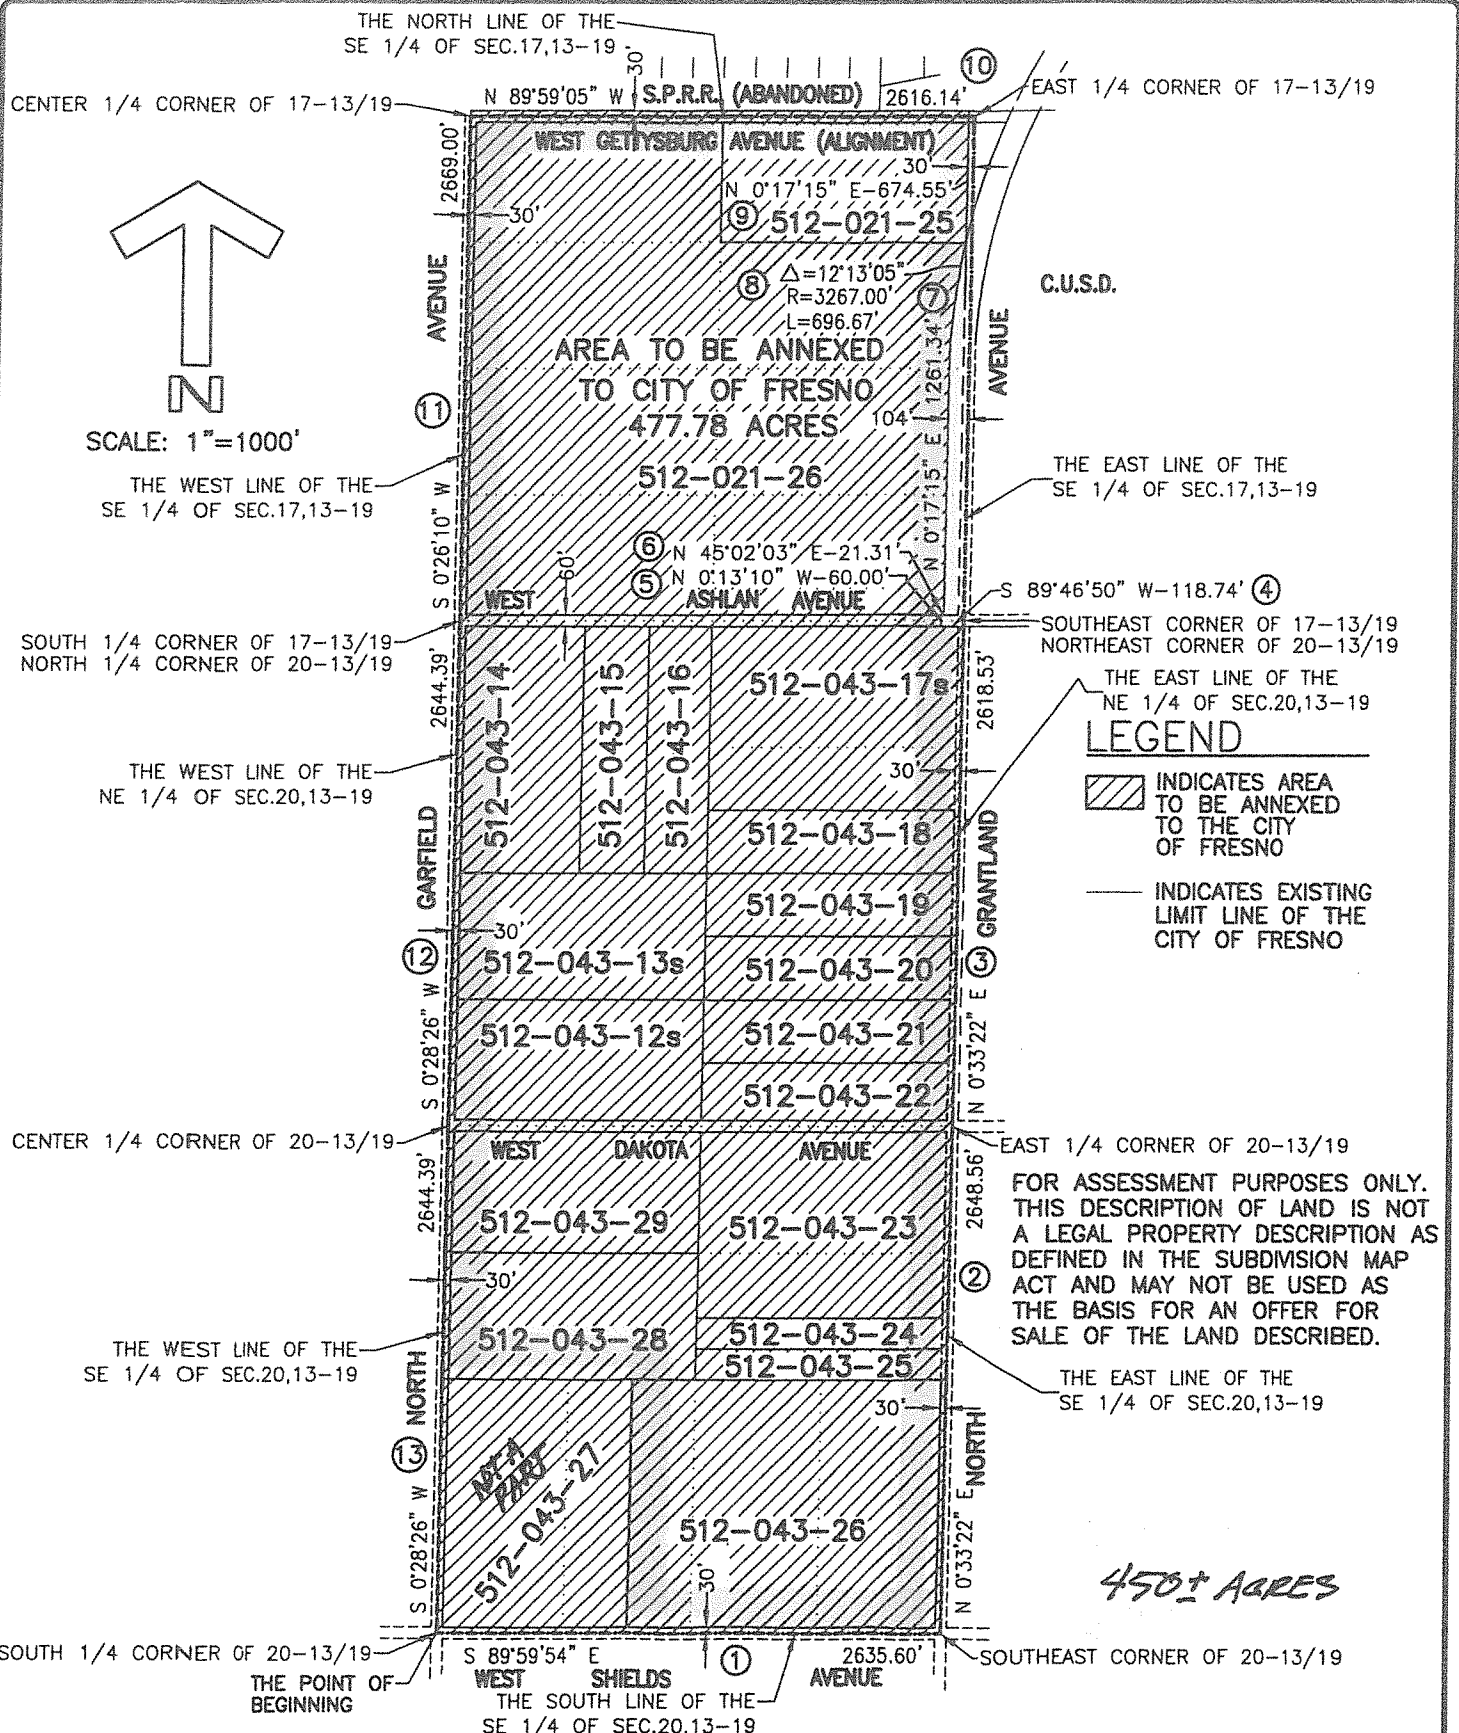 THE NORTH LINE OF THE
SE 1/4 OF SEC.17,13-19
30'
10
CENTER 1/4 CORNER OF 17-13/19
N 89°59'05" W
S.P.R.R. (ABANDONED)
2616.14'
EAST 1/4 CORNER OF 17-13/19
WEST GETTYSBURG AVENUE (ALIGNMENT)
2669.00'
30'
N 0°17'15" E-674.55'
30'
9 512-021-25
AVENUE
8 Δ=12°13'05"
R=3267.00'
L=696.67'
7
C.U.S.D.
AVENUE
AREA TO BE ANNEXED
TO CITY OF FRESNO
477.78 ACRES
N 0°17'15" E 1261.34'
104'
N
11
SCALE: 1"=1000'
512-021-26
THE WEST LINE OF THE
SE 1/4 OF SEC.17,13-19
THE EAST LINE OF THE
SE 1/4 OF SEC.17,13-19
S 0°26'10" W
6 N 45°02'03" E-21.31'
5 N 0°13'10" W-60.00'
60'
S 89°46'50" W-118.74' 4
WEST ASHLAN AVENUE
SOUTH 1/4 CORNER OF 17-13/19
NORTH 1/4 CORNER OF 20-13/19
SOUTHEAST CORNER OF 17-13/19
NORTHEAST CORNER OF 20-13/19
2644.39'
512-043-14
512-043-15
512-043-16
512-043-17s
2618.53'
THE EAST LINE OF THE
NE 1/4 OF SEC.20,13-19
LEGEND
THE WEST LINE OF THE
NE 1/4 OF SEC.20,13-19
30'
INDICATES AREA
TO BE ANNEXED
TO THE CITY
OF FRESNO
512-043-18
GARFIELD
GRANTLAND
512-043-19
INDICATES EXISTING
LIMIT LINE OF THE
CITY OF FRESNO
30'
12
512-043-13s
512-043-20
3
S 0°28'26" W
512-043-12s
512-043-21
N 0°33'22" E
512-043-22
CENTER 1/4 CORNER OF 20-13/19
WEST DAKOTA AVENUE
EAST 1/4 CORNER OF 20-13/19
2644.39'
512-043-29
512-043-23
2648.56'
FOR ASSESSMENT PURPOSES ONLY.
THIS DESCRIPTION OF LAND IS NOT
A LEGAL PROPERTY DESCRIPTION AS
DEFINED IN THE SUBDIVISION MAP
ACT AND MAY NOT BE USED AS
THE BASIS FOR AN OFFER FOR
SALE OF THE LAND DESCRIBED.
30'
2
512-043-28
512-043-24
512-043-25
THE WEST LINE OF THE
SE 1/4 OF SEC.20,13-19
THE EAST LINE OF THE
SE 1/4 OF SEC.20,13-19
NORTH
30'
NORTH
13
NOT A
PART
512-043-27
512-043-26
S 0°28'26" W
30'
N 0°33'22" E
450± ACRES
SOUTH 1/4 CORNER OF 20-13/19
SOUTHEAST CORNER OF 20-13/19
THE POINT OF
BEGINNING
S 89°59'54" E
1
2635.60'
WEST SHIELDS AVENUE
THE SOUTH LINE OF THE
SE 1/4 OF SEC.20,13-19